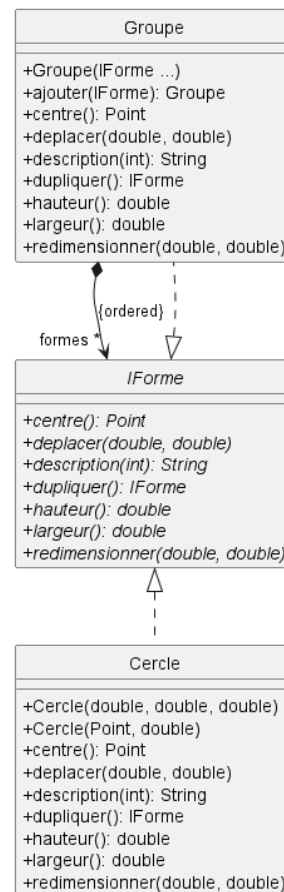 Groupe
+Groupe(IForme ...)
+ajouter(IForme): Groupe
+centre(): Point
+deplacer(double, double)
+description(int): String
+dupliquer(): IForme
+hauteur(): double
+largeur(): double
+redimensionner(double, double)
{ordered}
formes *
IForme
+centre(): Point
+deplacer(double, double)
+description(int): String
+dupliquer(): IForme
+hauteur(): double
+largeur(): double
+redimensionner(double, double)
Cercle
+Cercle(double, double, double)
+Cercle(Point, double)
+centre(): Point
+deplacer(double, double)
+description(int): String
+dupliquer(): IForme
+hauteur(): double
+largeur(): double
+redimensionner(double, double)